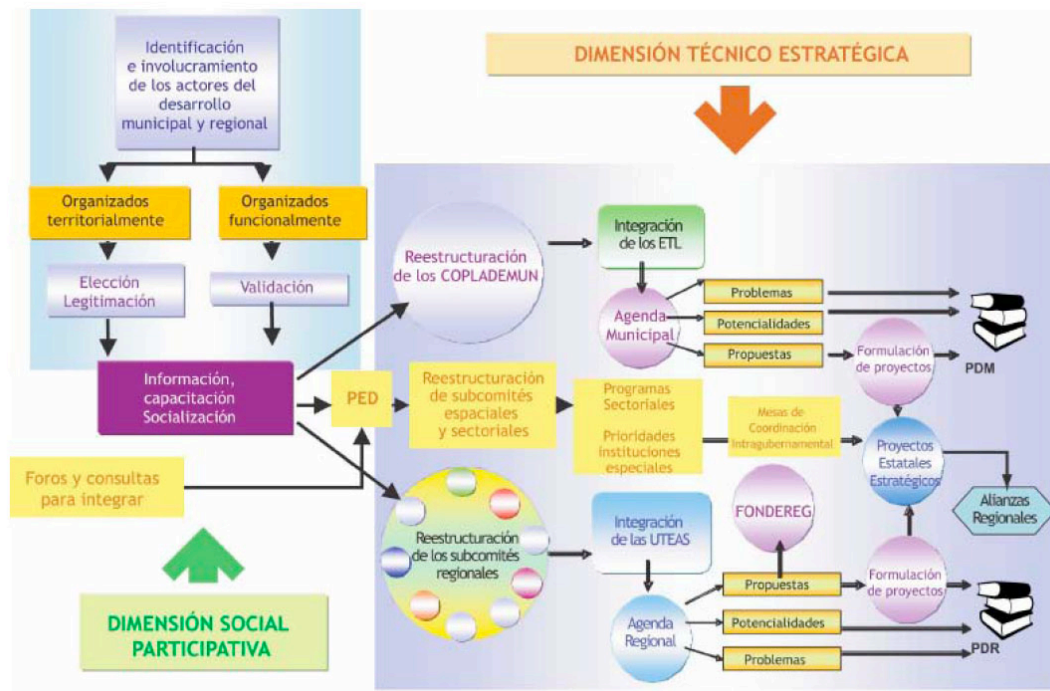 Identificación
e involucramiento
de los actores del
desarrollo
municipal y regional
DIMENSIÓN TÉCNICO ESTRATÉGICA
Organizados
territorialmente
Organizados
funcionalmente
Elección
Legitimación
Validación
Información,
capacitación
Socialización
Foros y consultas
para integrar
DIMENSIÓN SOCIAL
PARTICIPATIVA
Reestructuración
de los COPLADEMUN
Integración
de los ETL
Agenda
Municipal
Problemas
Potencialidades
Propuestas
Formulación
de proyectos
PDM
PED
Reestructuración
de subcomités
espaciales
y sectoriales
Programas
Sectoriales
Prioridades
instituciones
especiales
Mesas de
Coordinación
Intragubernamental
Proyectos
Estatales
Estratégicos
Alianzas
Regionales
Reestructuración
de los subcomités
regionales
Integración
de las UTEAS
FONDEREG
Agenda
Regional
Propuestas
Potencialidades
Problemas
Formulación
de proyectos
PDR